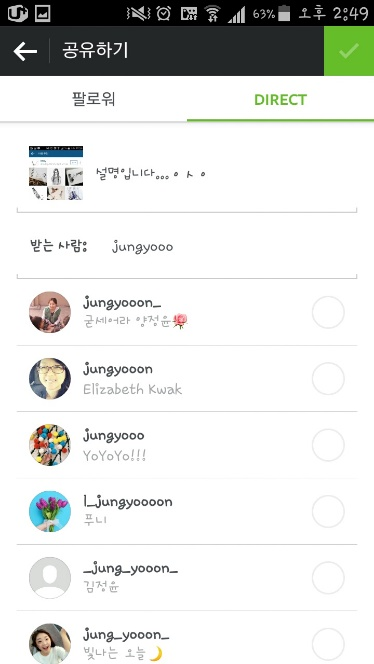 63% 오후 2:49
공유하기
팔로워 DIRECT
설명입니다,,,ㅇㅅㅇ
받는 사람: jungyooo
jungyooon_
굳세어라 양정윤🌹
jungyooon
Elizabeth Kwak
jungyooo
YoYoYo!!!
l_jungyoooon
푸니
_jung_yooon_
김정윤
jung_yooon_
빛나는 오늘🌙